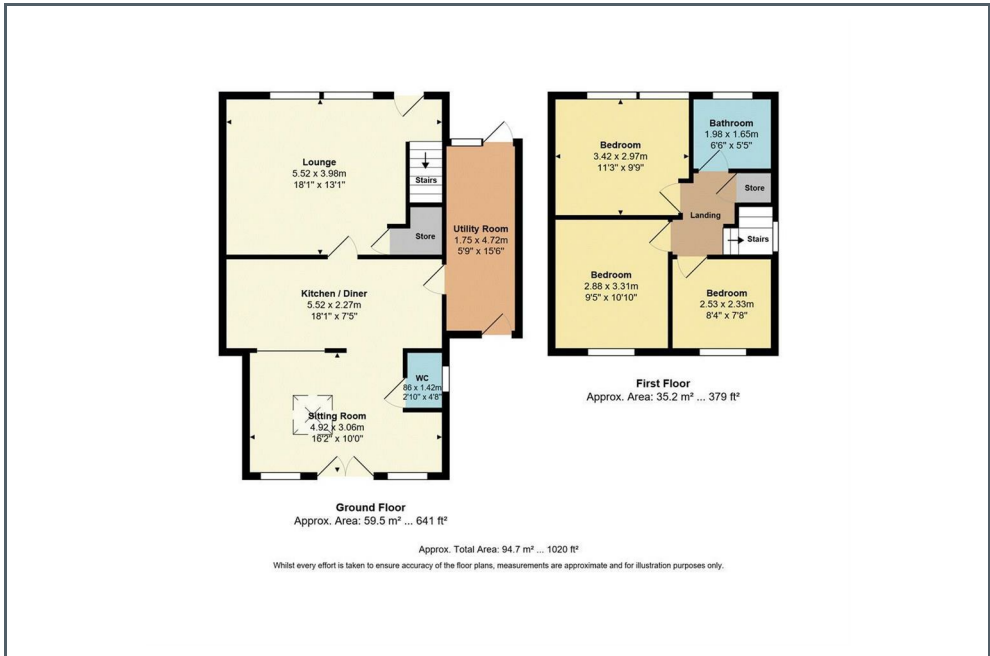 Lounge
5.52 x 3.98m
18'1" x 13'1"
Stairs
Store
Utility Room
1.75 x 4.72m
5'9" x 15'6"
Kitchen / Diner
5.52 x 2.27m
18'1" x 7'5"
WC
86 x 1.42m
2'10" x 4'8"
Sitting Room
4.92 x 3.06m
16'2" x 10'0"
Ground Floor
Approx. Area: 59.5 m² ... 641 ft²
Bedroom
3.42 x 2.97m
11'3" x 9'9"
Bathroom
1.98 x 1.65m
6'6" x 5'5"
Store
Landing
Stairs
Bedroom
2.88 x 3.31m
9'5" x 10'10"
Bedroom
2.53 x 2.33m
8'4" x 7'8"
First Floor
Approx. Area: 35.2 m² ... 379 ft²
Approx. Total Area: 94.7 m² ... 1020 ft²
Whilst every effort is taken to ensure accuracy of the floor plans, measurements are approximate and for illustration purposes only.